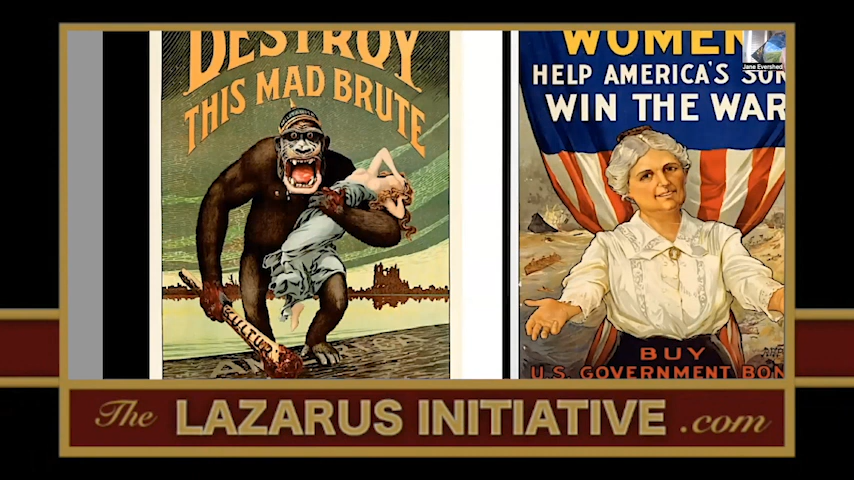 DESTROY
THIS MAD BRUTE
KULTUR
WOMEN
HELP AMERICA'S SON
WIN THE WAR
BUY
U.S. GOVERNMENT BON
Jane Evershed
The LAZARUS INITIATIVE .com